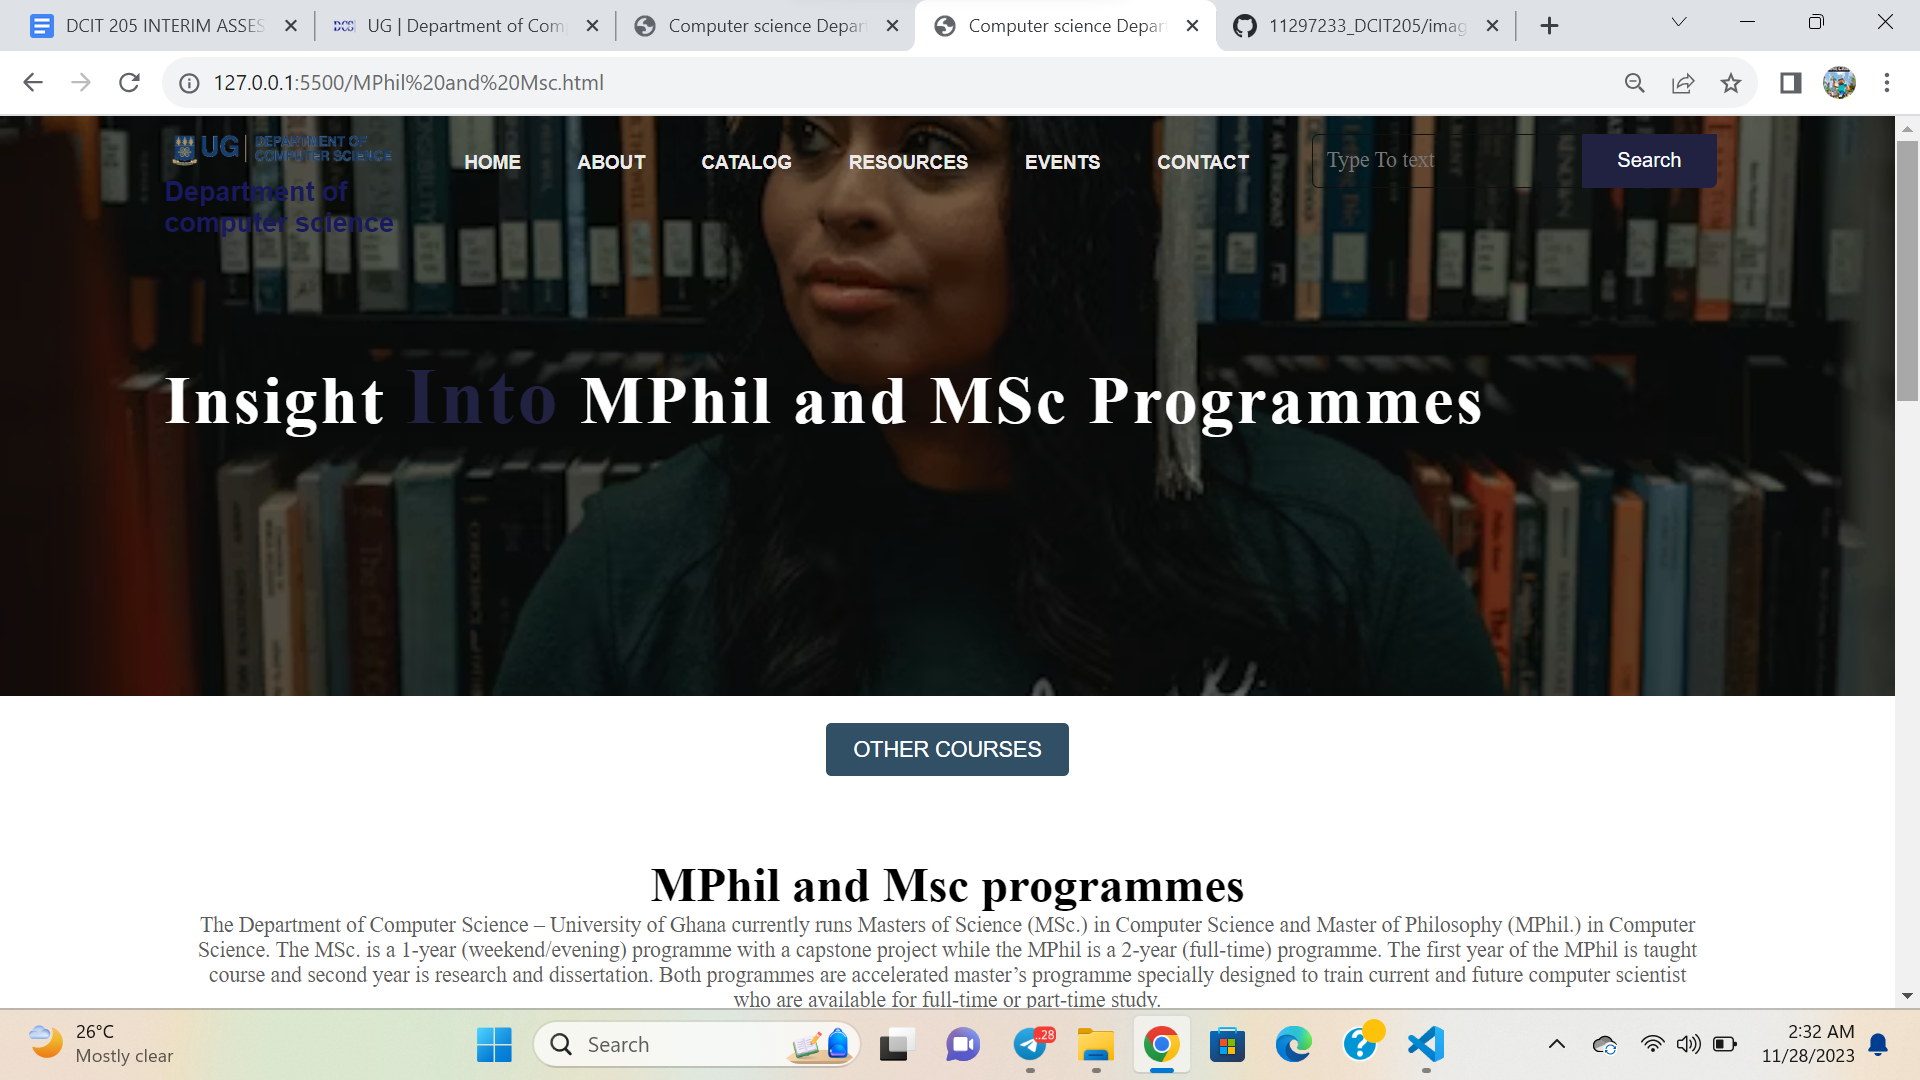 DCIT 205 INTERIM ASSES
UG | Department of Com
Computer science Depar
Computer science Depar
11297233_DCIT205/imag
127.0.0.1:5500/MPhil%20and%20Msc.html
UG DEPARTMENT OF
COMPUTER SCIENCE
Department of
computer science
HOME ABOUT CATALOG RESOURCES EVENTS CONTACT
Type To text
Search
Insight Into MPhil and MSc Programmes
OTHER COURSES
MPhil and Msc programmes
The Department of Computer Science – University of Ghana currently runs Masters of Science (MSc.) in Computer Science and Master of Philosophy (MPhil.) in Computer
Science. The MSc. is a 1-year (weekend/evening) programme with a capstone project while the MPhil is a 2-year (full-time) programme. The first year of the MPhil is taught
course and second year is research and dissertation. Both programmes are accelerated master’s programme specially designed to train current and future computer scientist
who are available for full-time or part-time study.
26°C
Mostly clear
Search
..28
2:32 AM
11/28/2023